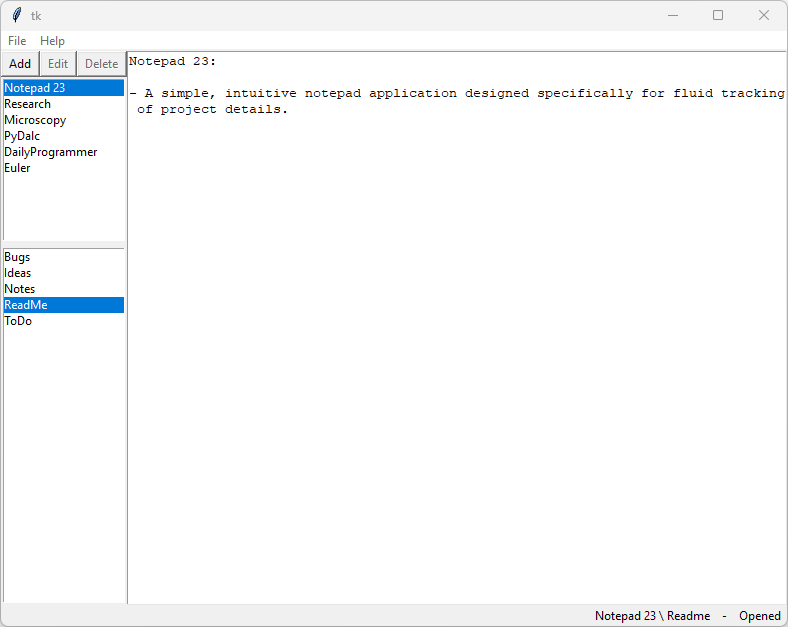 tk
File Help
Add Edit Delete
Notepad 23
Research
Microscopy
PyDalc
DailyProgrammer
Euler
Bugs
Ideas
Notes
ReadMe
ToDo
Notepad 23:
- A simple, intuitive notepad application designed specifically for fluid tracking
of project details.
Notepad 23 \ Readme - Opened